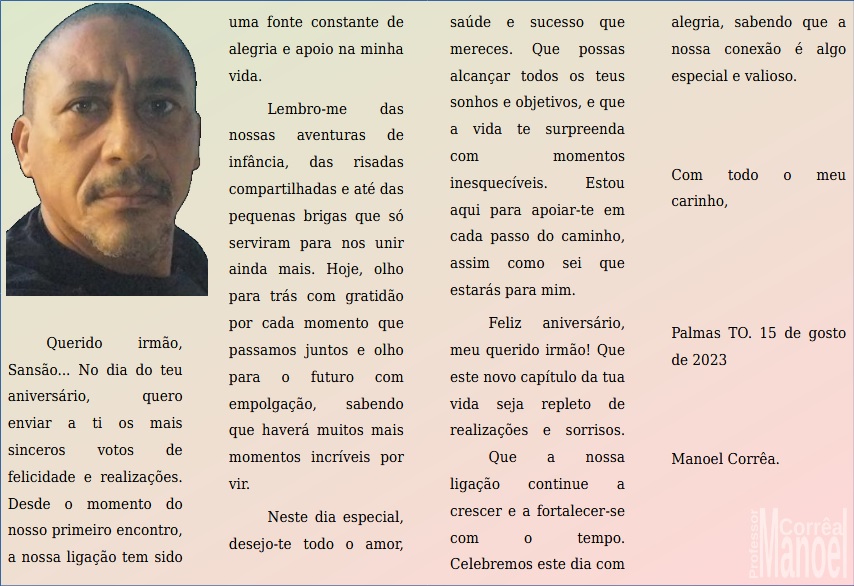 Querido irmão,
Sansão... No dia do teu
aniversário, quero
enviar a ti os mais
sinceros votos de
felicidade e realizações.
Desde o momento do
nosso primeiro encontro,
a nossa ligação tem sido
uma fonte constante de
alegria e apoio na minha
vida.
Lembro-me das
nossas aventuras de
infância, das risadas
compartilhadas e até das
pequenas brigas que só
serviram para nos unir
ainda mais. Hoje, olho
para trás com gratidão
por cada momento que
passamos juntos e olho
para o futuro com
empolgação, sabendo
que haverá muitos mais
momentos incríveis por
vir.
Neste dia especial,
desejo-te todo o amor,
saúde e sucesso que
mereces. Que possas
alcançar todos os teus
sonhos e objetivos, e que
a vida te surpreenda
com momentos
inesquecíveis. Estou
aqui para apoiar-te em
cada passo do caminho,
assim como sei que
estarás para mim.
Feliz aniversário,
meu querido irmão! Que
este novo capítulo da tua
vida seja repleto de
realizações e sorrisos.
Que a nossa
ligação continue a
crescer e a fortalecer-se
com o tempo.
Celebremos este dia com
alegria, sabendo que a
nossa conexão é algo
especial e valioso.
Com todo o meu
carinho,
Palmas TO. 15 de gosto
de 2023
Manoel Corrêa.
Professor
Corrêa
Manoel